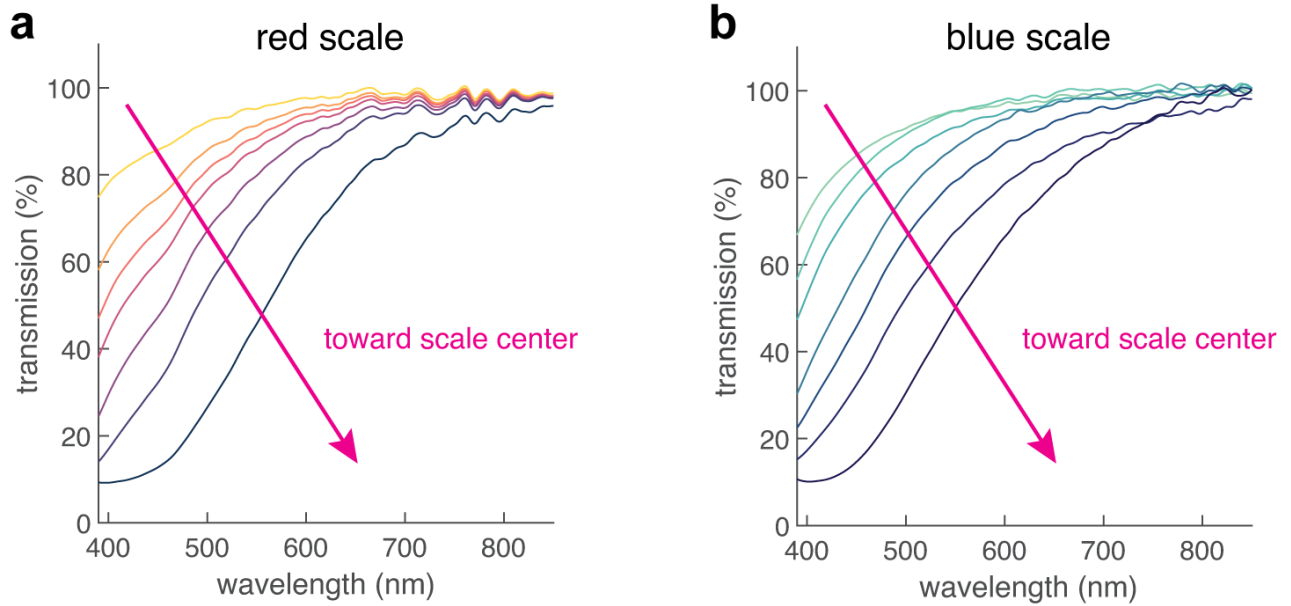 a
red scale
100
80
60
40
20
0
transmission (%)
toward scale center
400 500 600 700 800
wavelength (nm)
b
blue scale
100
80
60
40
20
0
transmission (%)
toward scale center
400 500 600 700 800
wavelength (nm)